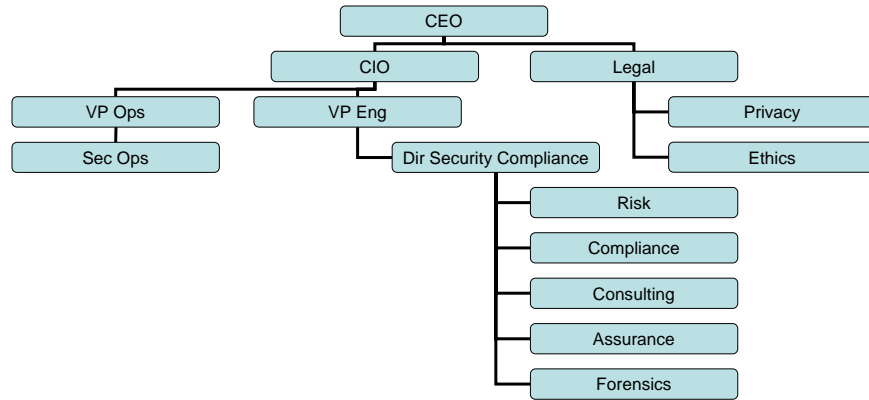 CEO
CIO
Legal
VP Ops
VP Eng
Privacy
Sec Ops
Dir Security Compliance
Ethics
Risk
Compliance
Consulting
Assurance
Forensics